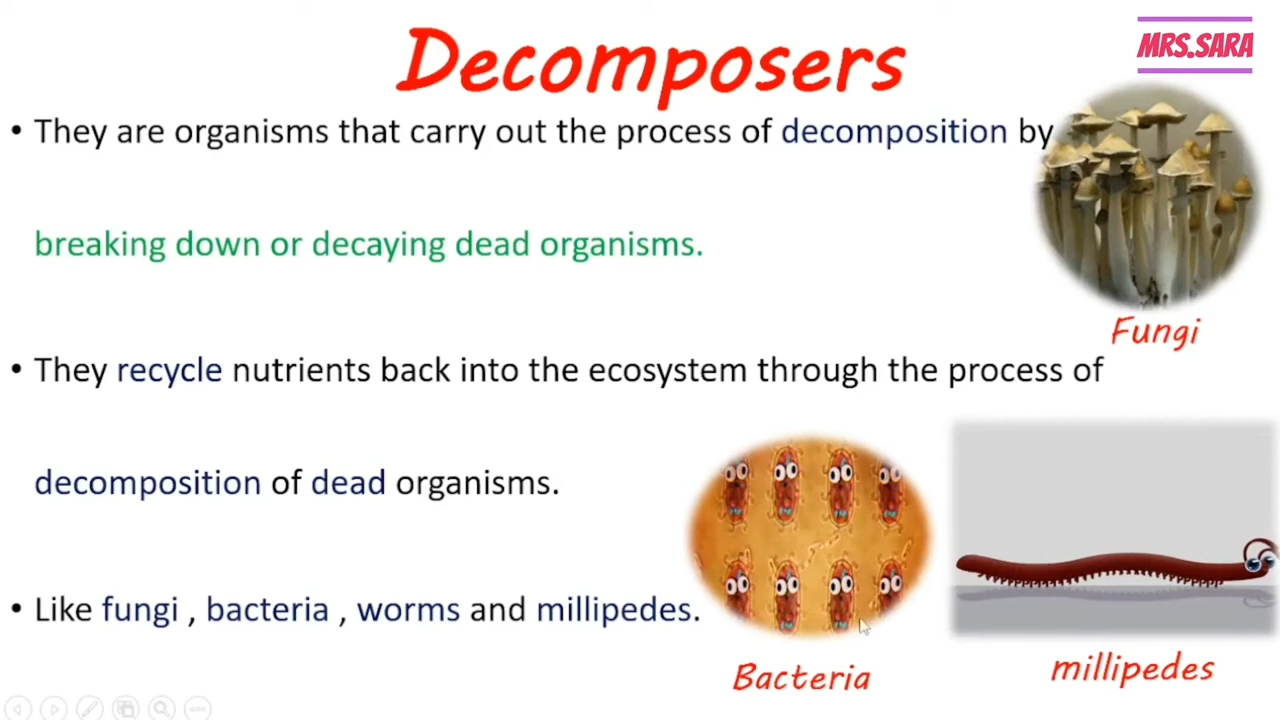 Decomposers
MRS.SARA
• They are organisms that carry out the process of decomposition by
breaking down or decaying dead organisms.
Fungi
• They recycle nutrients back into the ecosystem through the process of
decomposition of dead organisms.
• Like fungi , bacteria , worms and millipedes.
Bacteria
millipedes